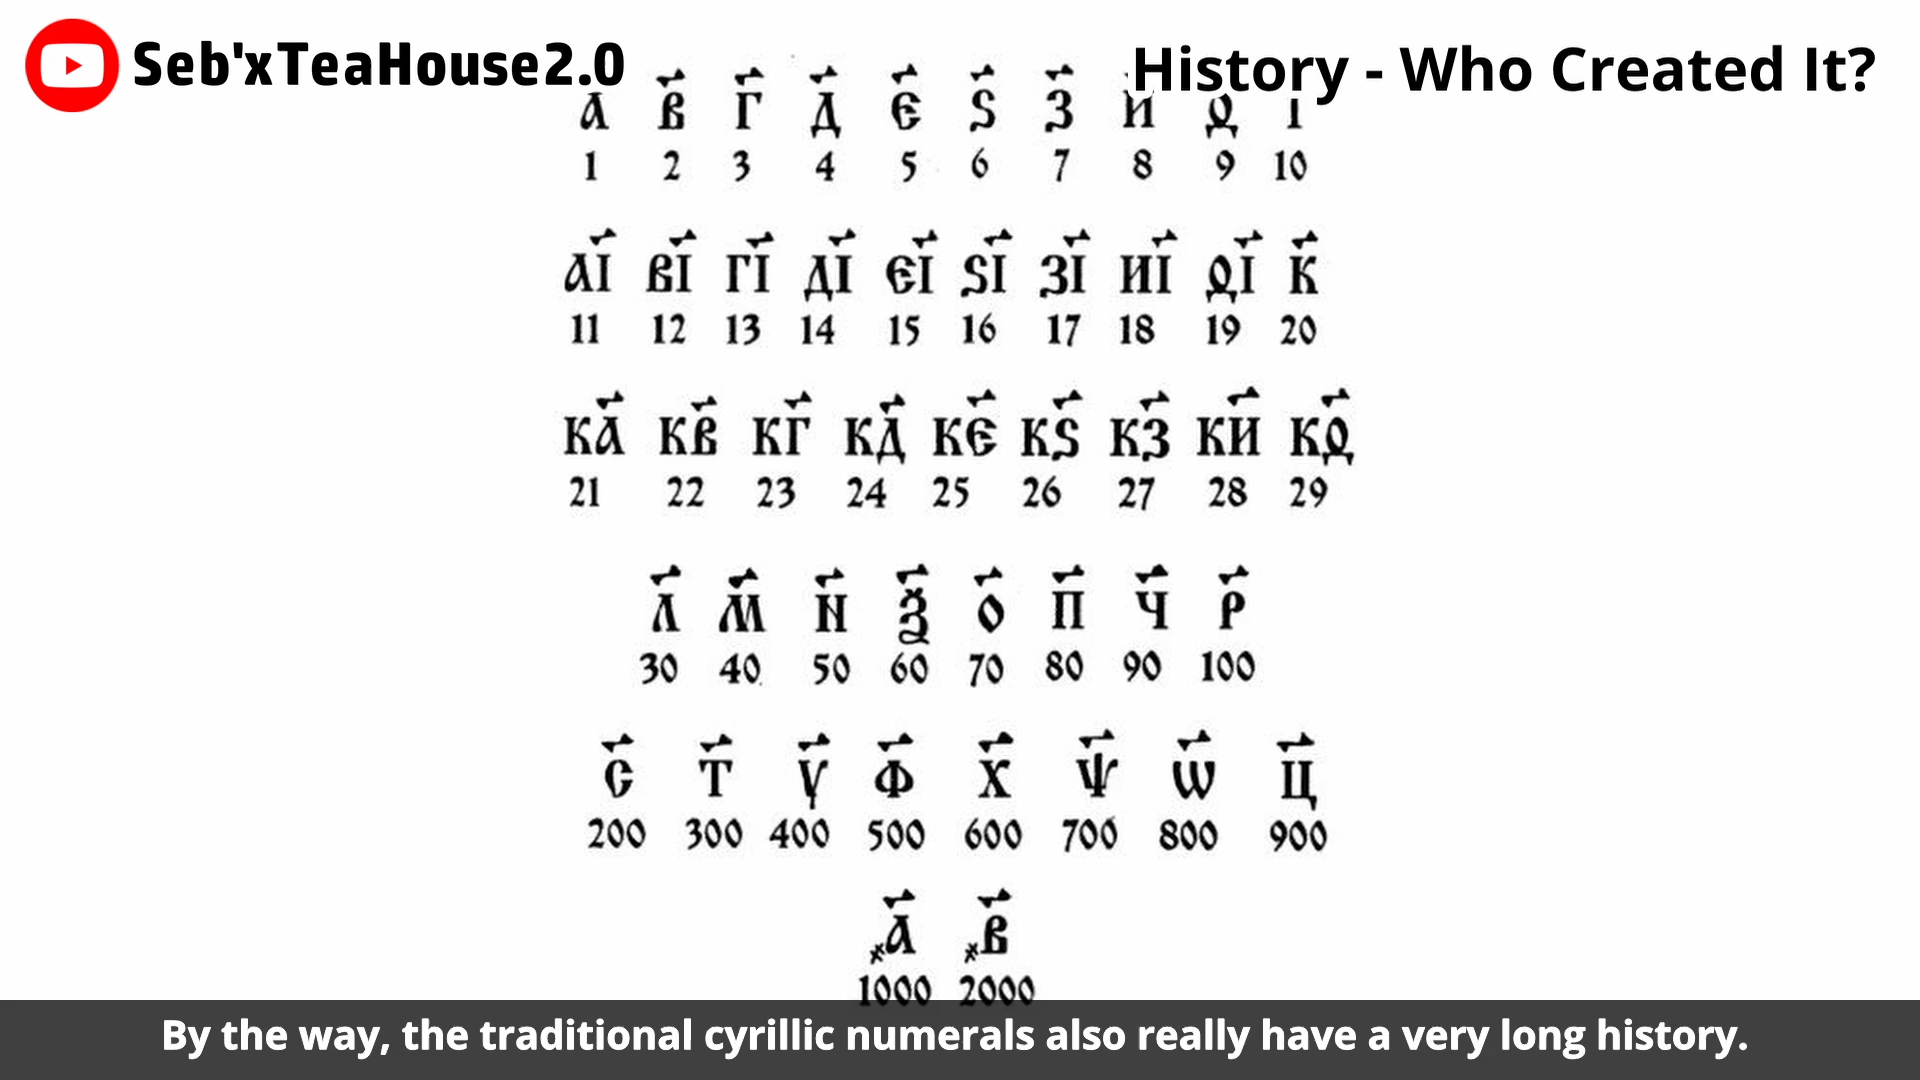 Seb'xTeaHouse2.0
History - Who Created It?
А҃ В҃ Г҃ Д҃ Є҃ Ѕ҃ З҃ И҃ Ѳ҃ І҃
1 2 3 4 5 6 7 8 9 10
АІ҃ ВІ҃ ГІ҃ ДІ҃ ЄІ҃ ЅІ҃ ЗІ҃ ИІ҃ ѲІ҃ К҃
11 12 13 14 15 16 17 18 19 20
КА҃ КВ҃ КГ҃ КД҃ КЄ҃ КЅ҃ КЗ҃ КИ҃ КѲ҃
21 22 23 24 25 26 27 28 29
Л҃ М҃ Н҃ Ѯ҃ О҃ П҃ Ч҃ Р҃
30 40 50 60 70 80 90 100
С҃ Т҃ Ѵ҃ Ф҃ Х҃ Ѱ҃ Ѡ҃ Ц҃
200 300 400 500 600 700 800 900
҂А҃ ҂В҃
1000 2000
By the way, the traditional cyrillic numerals also really have a very long history.